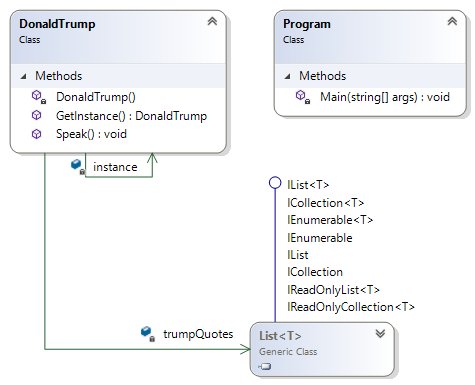 DonaldTrump
Class
Methods
DonaldTrump()
GetInstance() : DonaldTrump
Speak() : void
instance
Program
Class
Methods
Main(string[] args) : void
IList<T>
ICollection<T>
IEnumerable<T>
IEnumerable
IList
ICollection
IReadOnlyList<T>
IReadOnlyCollection<T>
trumpQuotes
List<T>
Generic Class